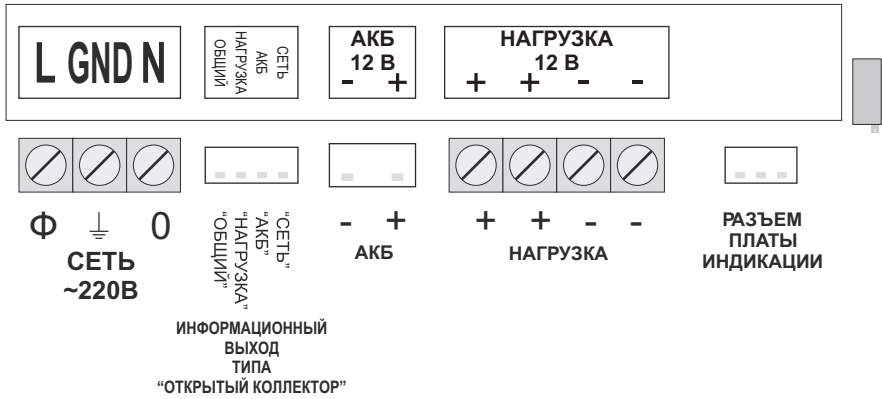 L GND N
СЕТЬ
АКБ
НАГРУЗКА
ОБЩИЙ
АКБ
12 В
- +
НАГРУЗКА
12 В
+ + - -
Ф ⏚ 0
СЕТЬ
~220В
“СЕТЬ”
“АКБ”
“НАГРУЗКА”
“ОБЩИЙ”
ИНФОРМАЦИОННЫЙ
ВЫХОД
ТИПА
“ОТКРЫТЫЙ КОЛЛЕКТОР”
- +
АКБ
+ + - -
НАГРУЗКА
РАЗЪЕМ
ПЛАТЫ
ИНДИКАЦИИ